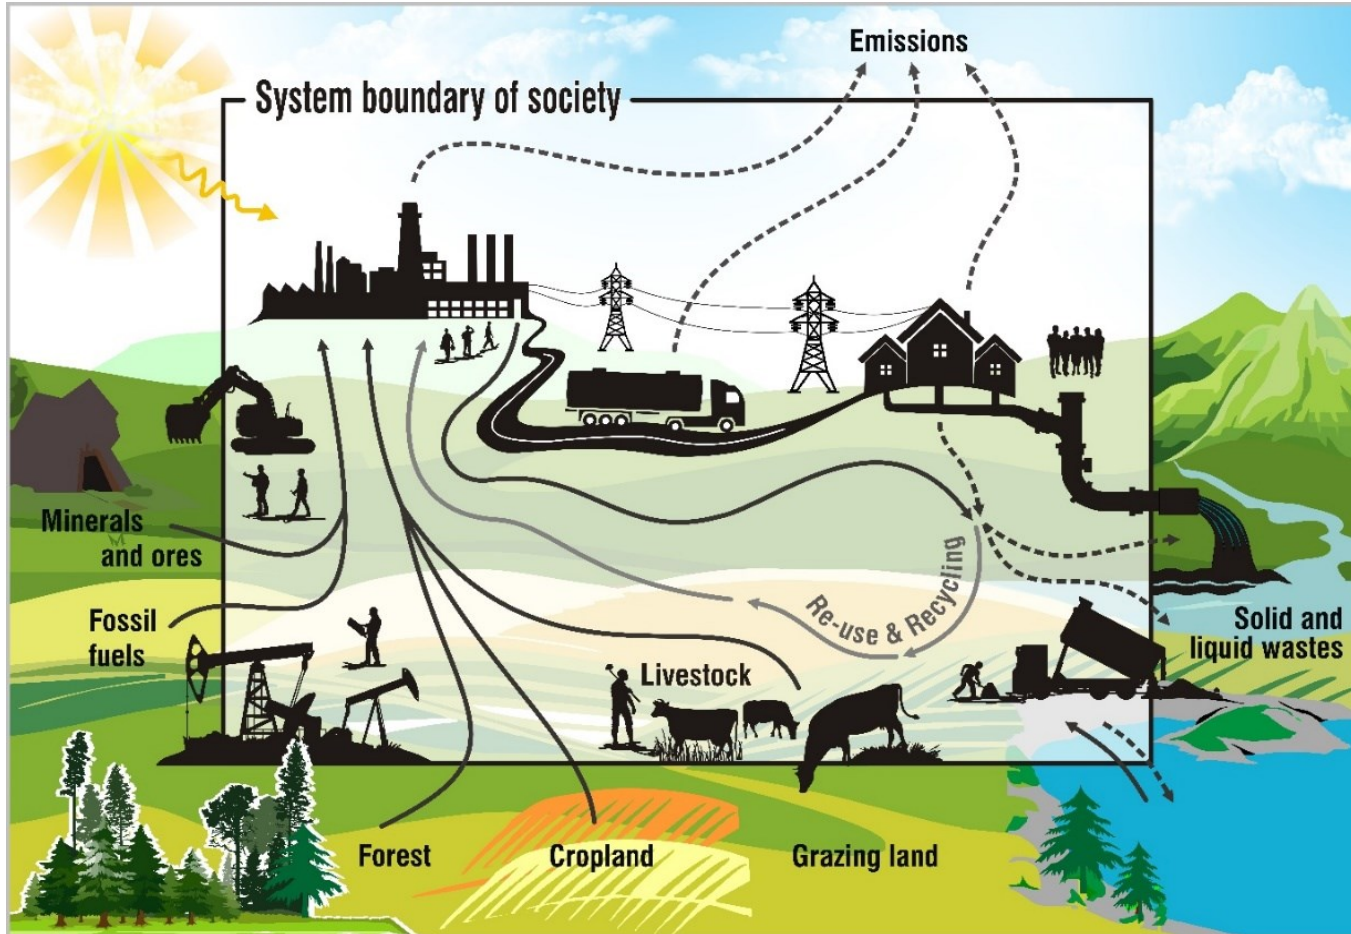 Emissions
System boundary of society
Minerals
and ores
Fossil
fuels
Re-use & Recycling
Solid and
liquid wastes
Livestock
Forest
Cropland
Grazing land